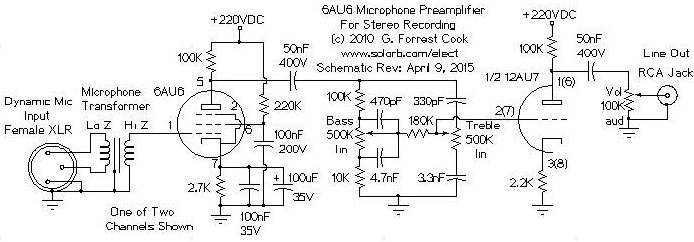 6AU6 Microphone Preamplifier
For Stereo Recording
(c) 2010 G. Forrest Cook
www.solorb.com/elect
Schematic Rev: April 9, 2015
+220VDC
+220VDC
100K
50nF
400V
5
6AU6
Microphone
Transformer
Dynamic Mic
Input
Female XLR
Lo Z
Hi Z
1
2
6
7
220K
100nF
200V
2.7K
100uF
35V
+
100nF
35V
One of Two
Channels Shown
100K
470pF
330pF
Bass
500K
lin
180K
Treble
500K
lin
10K
4.7nF
3.3nF
100K
50nF
400V
1/2 12AU7
1(6)
2(7)
3(8)
2.2K
Line Out
RCA Jack
Vol
100K
aud